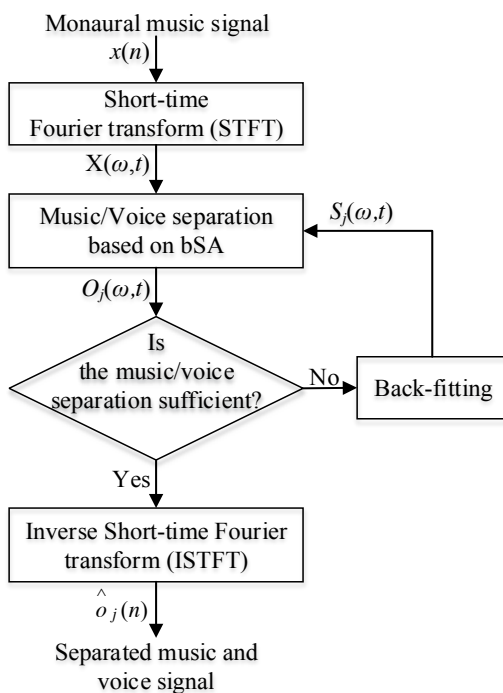 Monaural music signal
x(n)
Short-time
Fourier transform (STFT)
X(ω,t)
Music/Voice separation
based on bSA
S_j(ω,t)
O_j(ω,t)
Is
the music/voice
separation sufficient?
No
Back-fitting
Yes
Inverse Short-time Fourier
transform (ISTFT)
ô_j(n)
Separated music and
voice signal